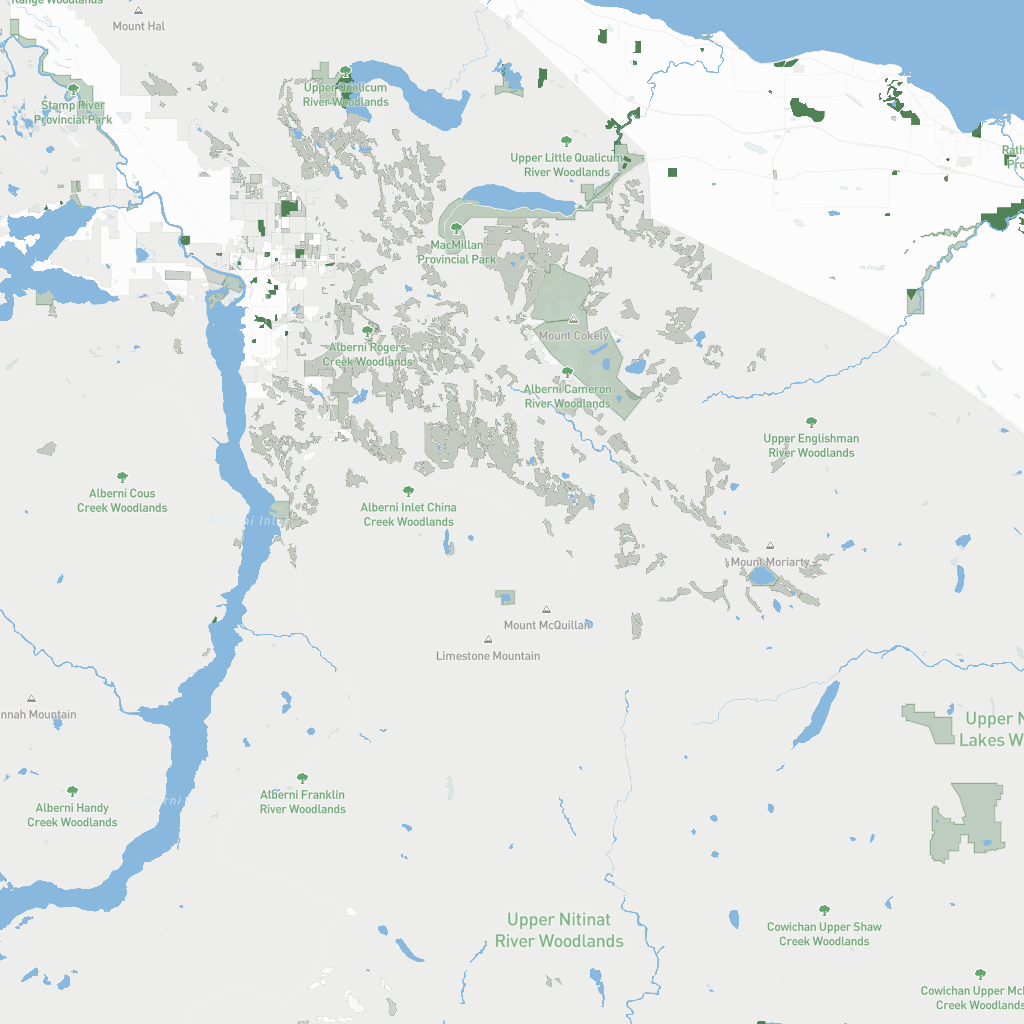 Range Woodlands
Mount Hal
Upper Qualicum
River Woodlands
Stamp River
Provincial Park
Upper Little Qualicum
River Woodlands
MacMillan
Provincial Park
Mount Cokely
Alberni Rogers
Creek Woodlands
Alberni Cameron
River Woodlands
Upper Englishman
River Woodlands
Alberni Cous
Creek Woodlands
Alberni Inlet China
Creek Woodlands
Alberni Inlet
Mount Moriarty
Mount McQuillan
Limestone Mountain
Mountain
Upper
Lakes
Alberni Franklin
River Woodlands
Alberni Handy
Creek Woodlands
Alberni Inlet
Upper Nitinat
River Woodlands
Cowichan Upper Shaw
Creek Woodlands
Cowichan Upper
Creek Woodlands